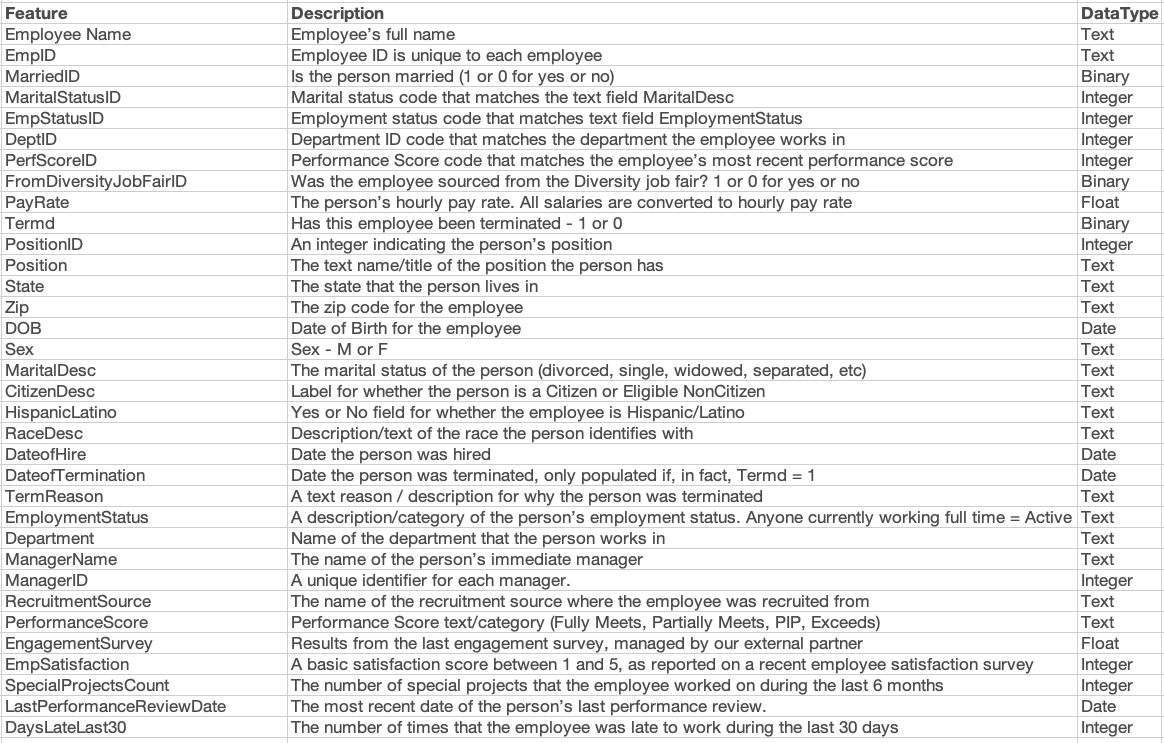 Feature Description DataType
Employee Name Employee’s full name Text
EmpID Employee ID is unique to each employee Text
MarriedID Is the person married (1 or 0 for yes or no) Binary
MaritalStatusID Marital status code that matches the text field MaritalDesc Integer
EmpStatusID Employment status code that matches text field EmploymentStatus Integer
DeptID Department ID code that matches the department the employee works in Integer
PerfScoreID Performance Score code that matches the employee’s most recent performance score Integer
FromDiversityJobFairID Was the employee sourced from the Diversity job fair? 1 or 0 for yes or no Binary
PayRate The person’s hourly pay rate. All salaries are converted to hourly pay rate Float
Termd Has this employee been terminated - 1 or 0 Binary
PositionID An integer indicating the person’s position Integer
Position The text name/title of the position the person has Text
State The state that the person lives in Text
Zip The zip code for the employee Text
DOB Date of Birth for the employee Date
Sex Sex - M or F Text
MaritalDesc The marital status of the person (divorced, single, widowed, separated, etc) Text
CitizenDesc Label for whether the person is a Citizen or Eligible NonCitizen Text
HispanicLatino Yes or No field for whether the employee is Hispanic/Latino Text
RaceDesc Description/text of the race the person identifies with Text
DateofHire Date the person was hired Date
DateofTermination Date the person was terminated, only populated if, in fact, Termd = 1 Date
TermReason A text reason / description for why the person was terminated Text
EmploymentStatus A description/category of the person’s employment status. Anyone currently working full time = Active Text
Department Name of the department that the person works in Text
ManagerName The name of the person’s immediate manager Text
ManagerID A unique identifier for each manager. Integer
RecruitmentSource The name of the recruitment source where the employee was recruited from Text
PerformanceScore Performance Score text/category (Fully Meets, Partially Meets, PIP, Exceeds) Text
EngagementSurvey Results from the last engagement survey, managed by our external partner Float
EmpSatisfaction A basic satisfaction score between 1 and 5, as reported on a recent employee satisfaction survey Integer
SpecialProjectsCount The number of special projects that the employee worked on during the last 6 months Integer
LastPerformanceReviewDate The most recent date of the person’s last performance review. Date
DaysLateLast30 The number of times that the employee was late to work during the last 30 days Integer